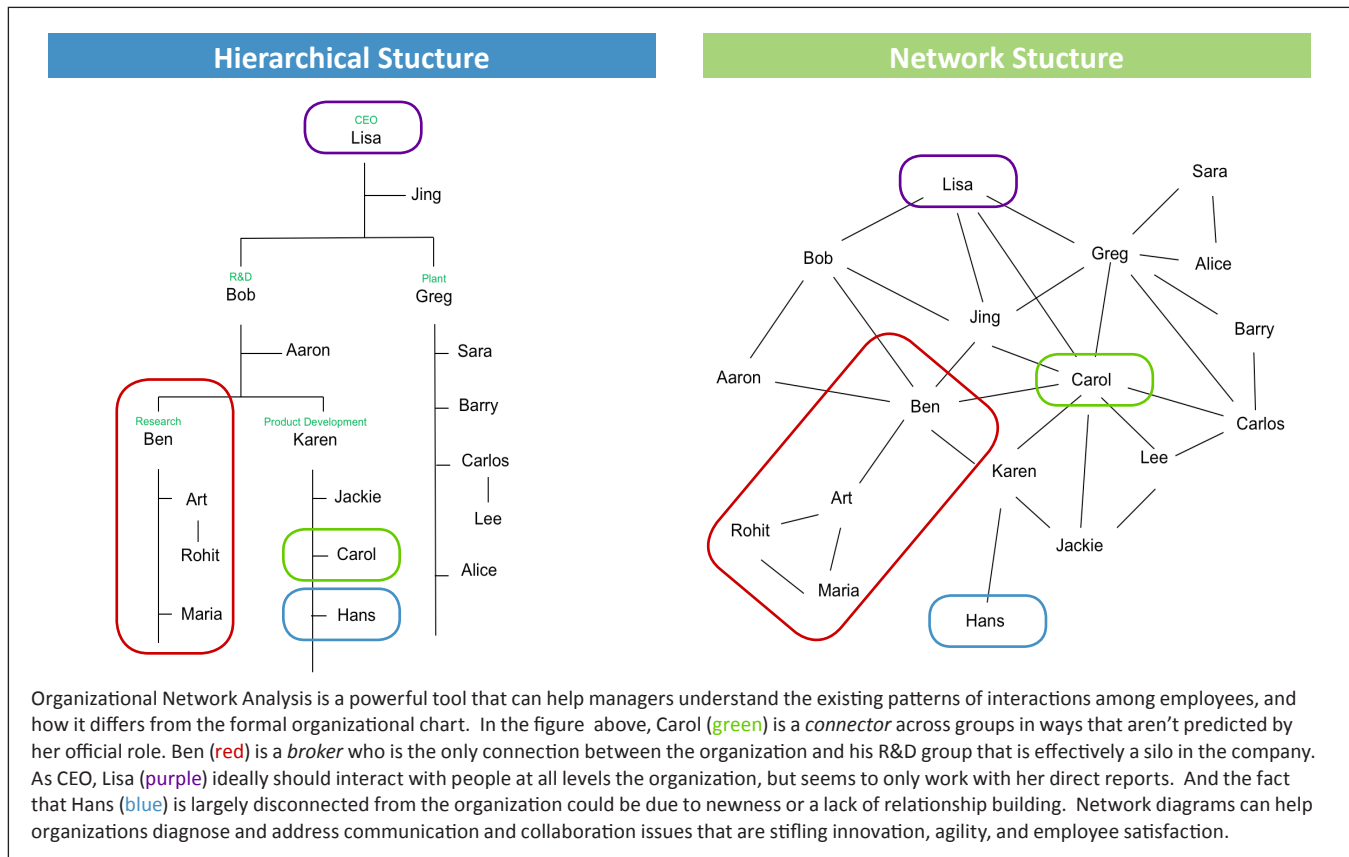 Hierarchical Stucture
CEO
Lisa
Jing
R&D
Bob
Plant
Greg
Aaron
Sara
Barry
Research
Ben
Product Development
Karen
Carlos
Art
Jackie
Lee
Rohit
Carol
Alice
Maria
Hans
Network Stucture
Sara
Lisa
Greg
Alice
Bob
Jing
Barry
Aaron
Carol
Ben
Carlos
Lee
Karen
Art
Rohit
Jackie
Maria
Hans
Organizational Network Analysis is a powerful tool that can help managers understand the existing patterns of interactions among employees, and
how it differs from the formal organizational chart. In the figure above, Carol (green) is a connector across groups in ways that aren't predicted by
her official role. Ben (red) is a broker who is the only connection between the organization and his R&D group that is effectively a silo in the company.
As CEO, Lisa (purple) ideally should interact with people at all levels the organization, but seems to only work with her direct reports. And the fact
that Hans (blue) is largely disconnected from the organization could be due to newness or a lack of relationship building. Network diagrams can help
organizations diagnose and address communication and collaboration issues that are stifling innovation, agility, and employee satisfaction.